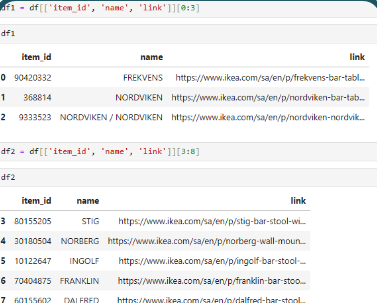 df1 = df[['item_id', 'name', 'link']][0:3]
df1
item_id name link
0 90420332 FREKVENS https://www.ikea.com/sa/en/p/frekvens-bar-tabl...
1 368814 NORDVIKEN https://www.ikea.com/sa/en/p/nordviken-bar-tab...
2 9333523 NORDVIKEN / NORDVIKEN https://www.ikea.com/sa/en/p/nordviken-nordvik...
df2 = df[['item_id', 'name', 'link']][3:8]
df2
item_id name link
3 80155205 STIG https://www.ikea.com/sa/en/p/stig-bar-stool-wi...
4 30180504 NORBERG https://www.ikea.com/sa/en/p/norberg-wall-moun...
5 10122647 INGOLF https://www.ikea.com/sa/en/p/ingolf-bar-stool-...
6 70404875 FRANKLIN https://www.ikea.com/sa/en/p/franklin-bar-stoo...
7 60155602 DALFRED https://www.ikea.com/sa/en/p/dalfred-bar-stool...